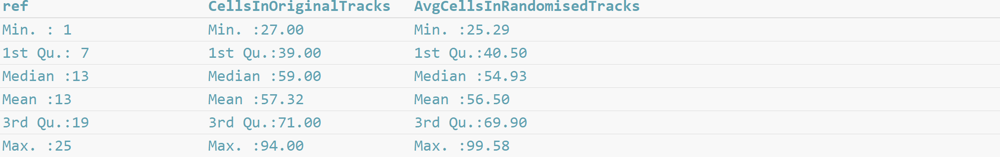 ref CellsInOriginalTracks AvgCellsInRandomisedTracks
Min. : 1 Min. :27.00 Min. :25.29
1st Qu.: 7 1st Qu.:39.00 1st Qu.:40.50
Median :13 Median :59.00 Median :54.93
Mean :13 Mean :57.32 Mean :56.50
3rd Qu.:19 3rd Qu.:71.00 3rd Qu.:69.90
Max. :25 Max. :94.00 Max. :99.58